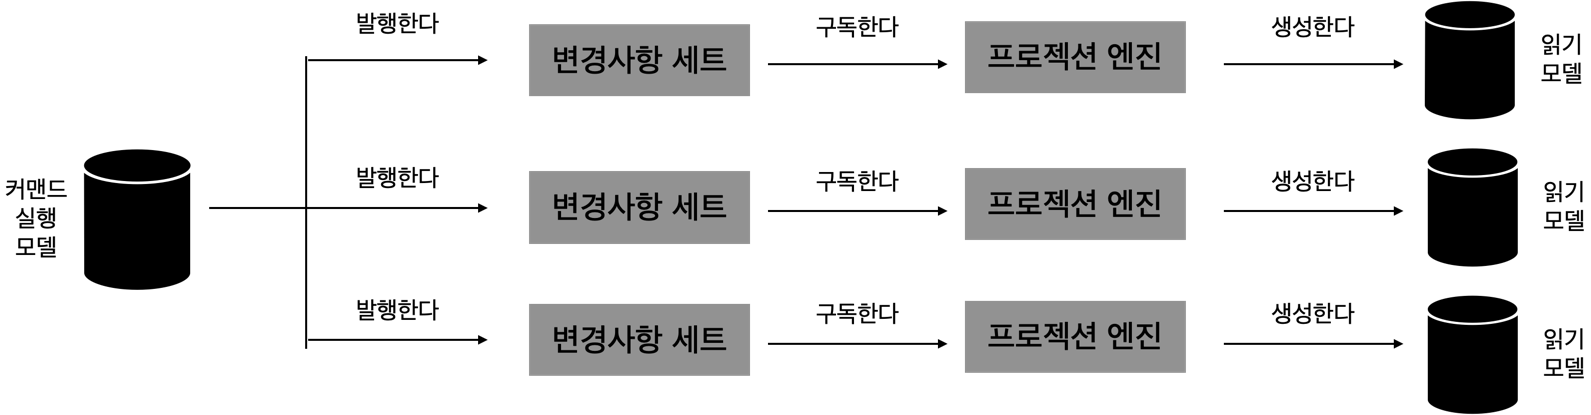 커맨드
실행
모델
발행한다
변경사항 세트
구독한다
프로젝션 엔진
생성한다
읽기
모델
발행한다
변경사항 세트
구독한다
프로젝션 엔진
생성한다
읽기
모델
발행한다
변경사항 세트
구독한다
프로젝션 엔진
생성한다
읽기
모델